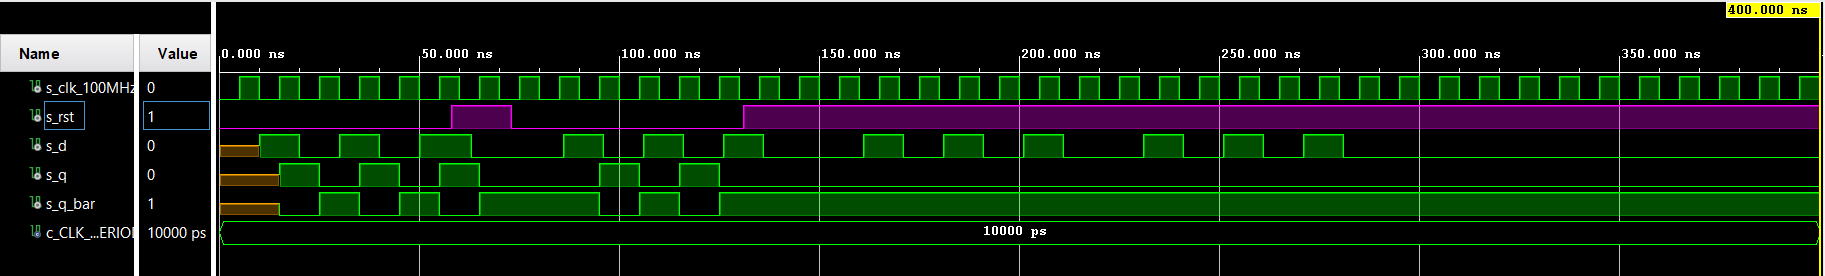 400.000 ns
Name Value 0.000 ns 50.000 ns 100.000 ns 150.000 ns 200.000 ns 250.000 ns 300.000 ns 350.000 ns
s_clk_100MHz 0
s_rst 1
s_d 0
s_q 0
s_q_bar 1
c_CLK_...ERIOI 10000 ps 10000 ps